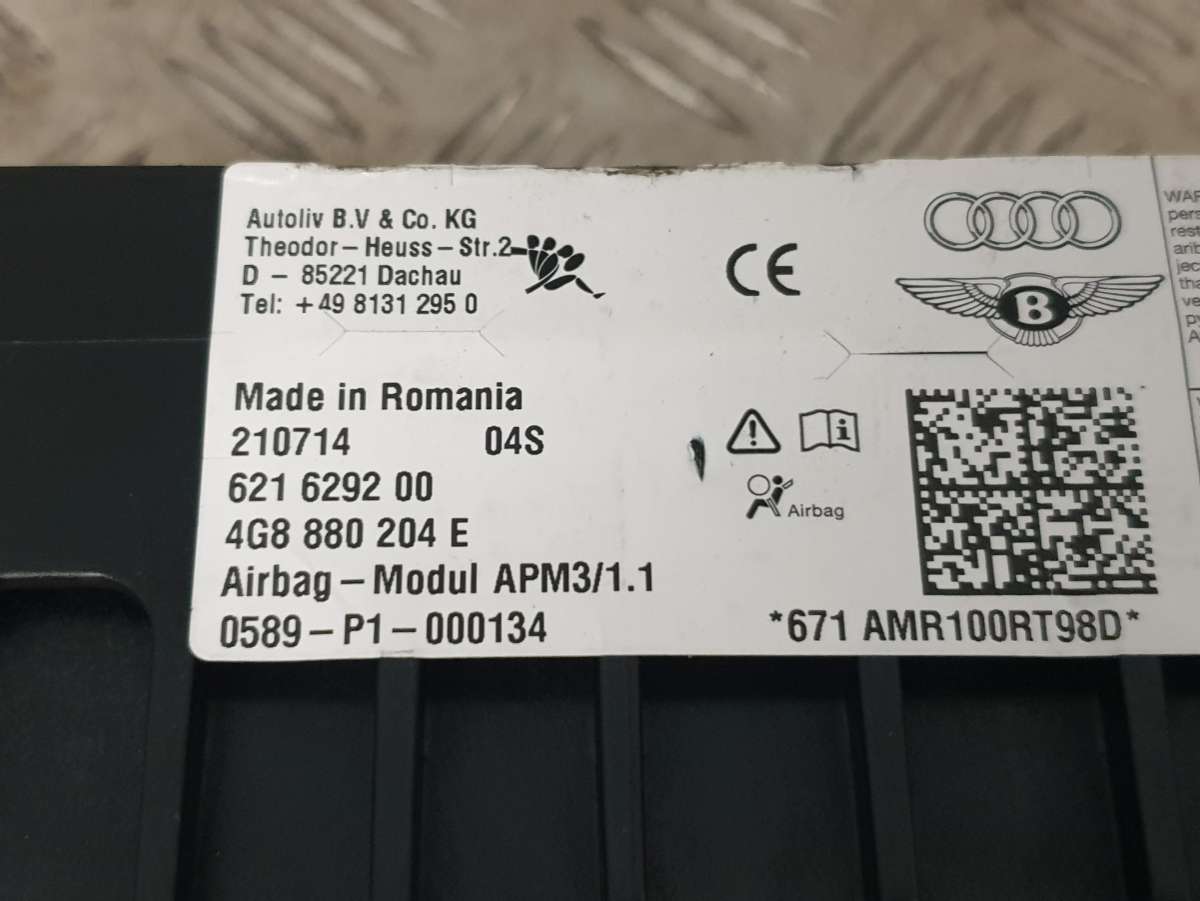 Autoliv B.V & Co. KG
Theodor-Heuss-Str.2
D - 85221 Dachau
Tel: +49 8131 295 0
CE
B
Made in Romania
210714 04S
621 6292 00
4G8 880 204 E
Airbag-Modul APM3/1.1
0589-P1-000134
Airbag
*671 AMR100RT98D*